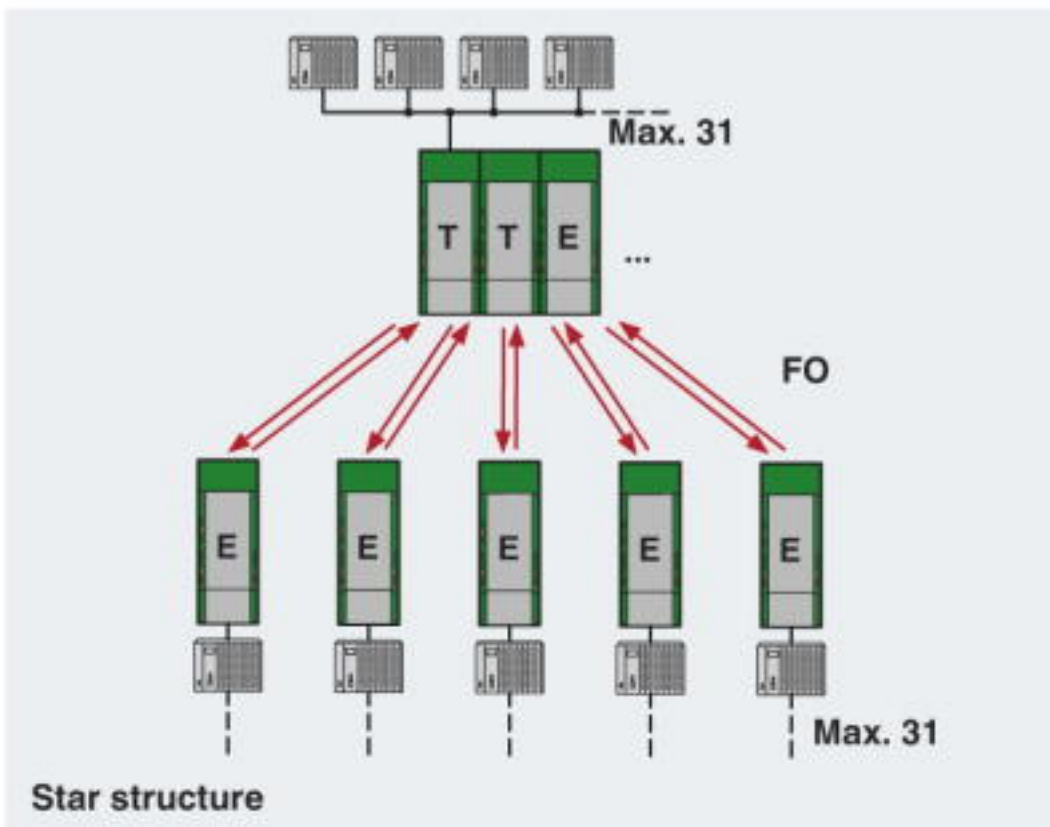 Max. 31
T T E ...
FO
E E E E E
Max. 31
Star structure